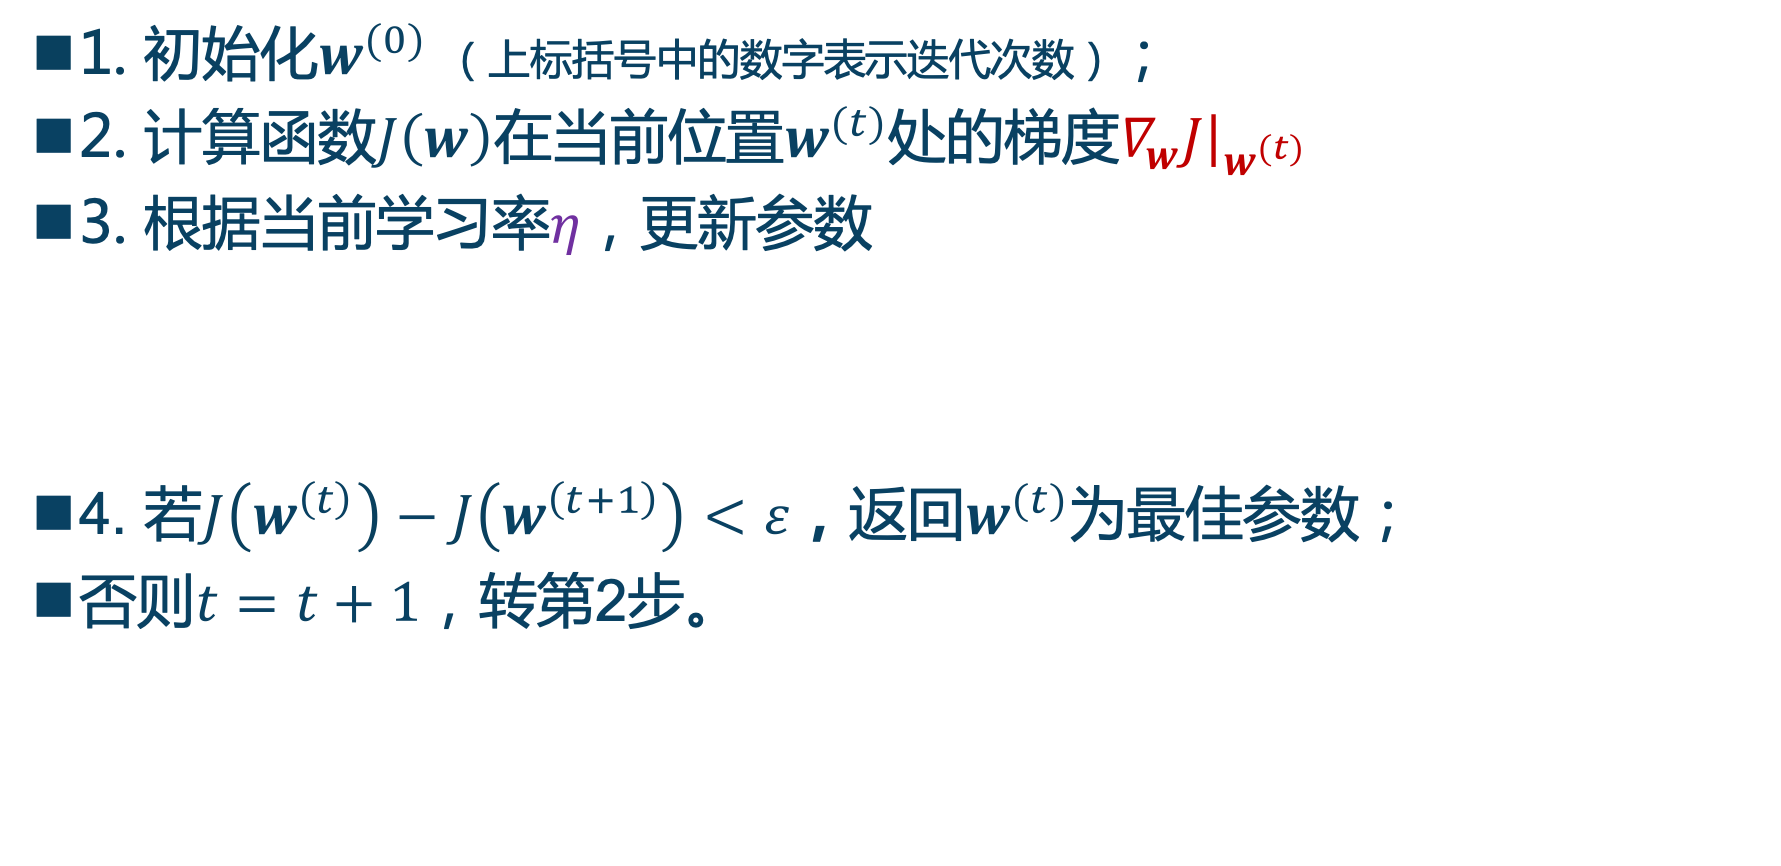 ■1. 初始化𝒘⁽⁰⁾（上标括号中的数字表示迭代次数）；
■2. 计算函数J(𝒘)在当前位置𝒘⁽ᵗ⁾处的梯度∇_𝒘J|_𝒘⁽ᵗ⁾
■3. 根据当前学习率η，更新参数
■4. 若J(𝒘⁽ᵗ⁾) − J(𝒘⁽ᵗ⁺¹⁾) < ε，返回𝒘⁽ᵗ⁾为最佳参数；
■否则t = t + 1，转第2步。